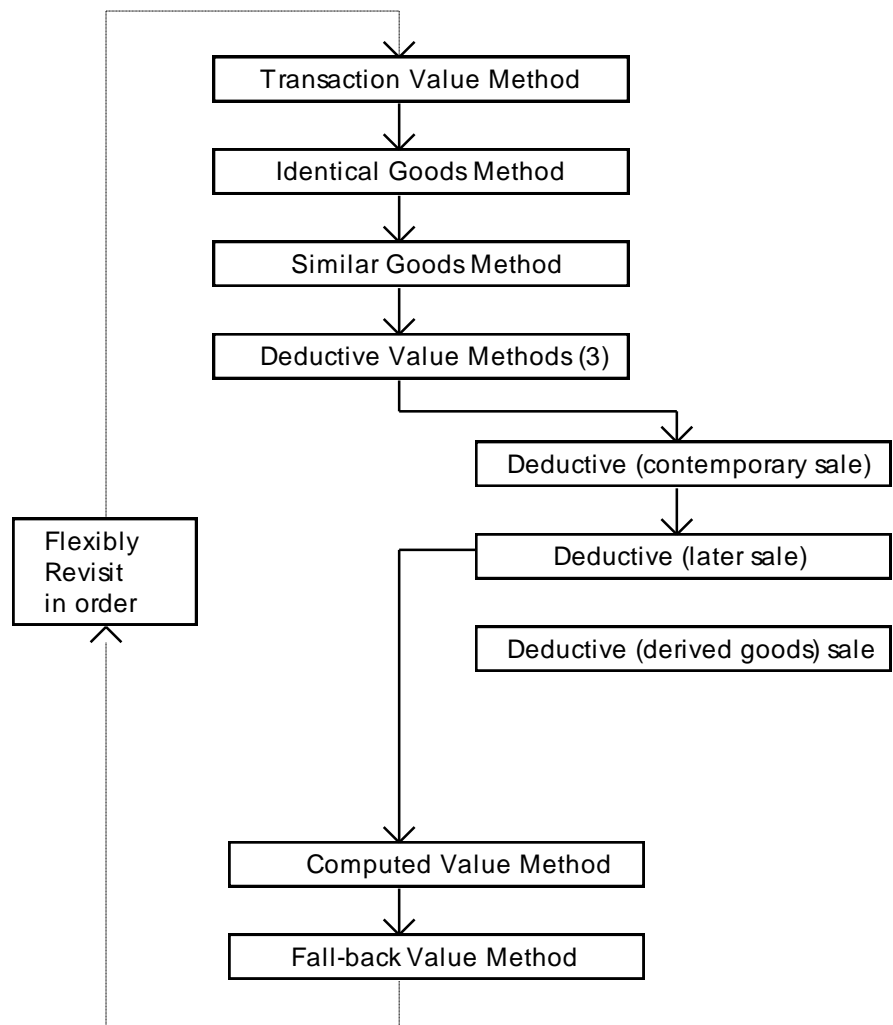 Transaction Value Method
Identical Goods Method
Similar Goods Method
Deductive Value Methods (3)
Deductive (contemporary sale)
Flexibly
Revisit
in order
Deductive (later sale)
Deductive (derived goods) sale
Computed Value Method
Fall-back Value Method